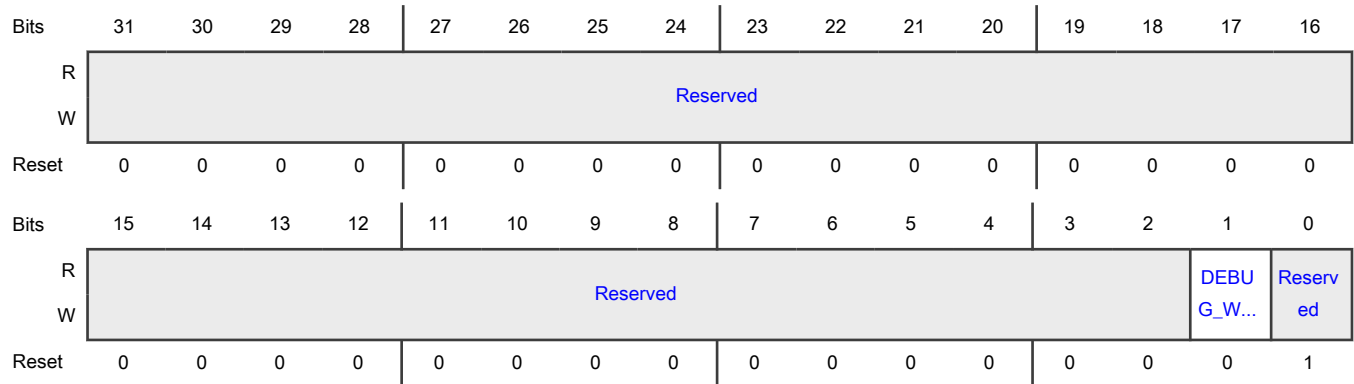 Bits 31 30 29 28 27 26 25 24 23 22 21 20 19 18 17 16
R
Reserved
W
Reset 0 0 0 0 0 0 0 0 0 0 0 0 0 0 0 0
Bits 15 14 13 12 11 10 9 8 7 6 5 4 3 2 1 0
R
Reserved DEBU Reserv
G_W... ed
W
Reset 0 0 0 0 0 0 0 0 0 0 0 0 0 0 0 1